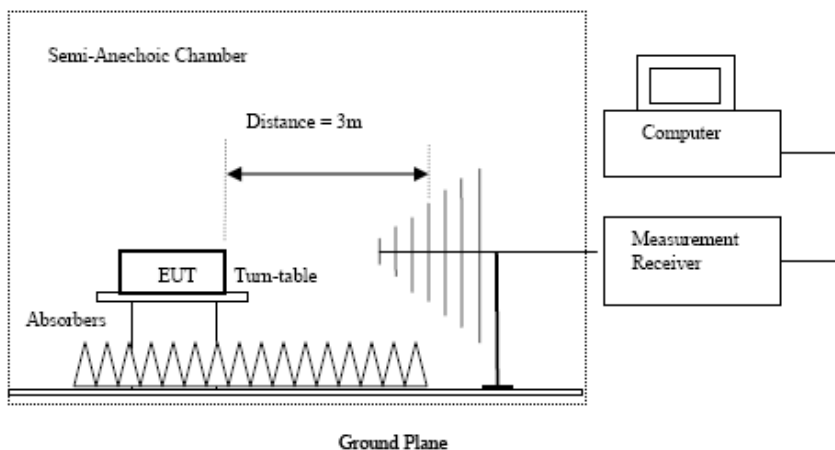 Semi-Anechoic Chamber
Distance = 3m
Computer
Measurement
Receiver
EUT
Turn-table
Absorbers
Ground Plane